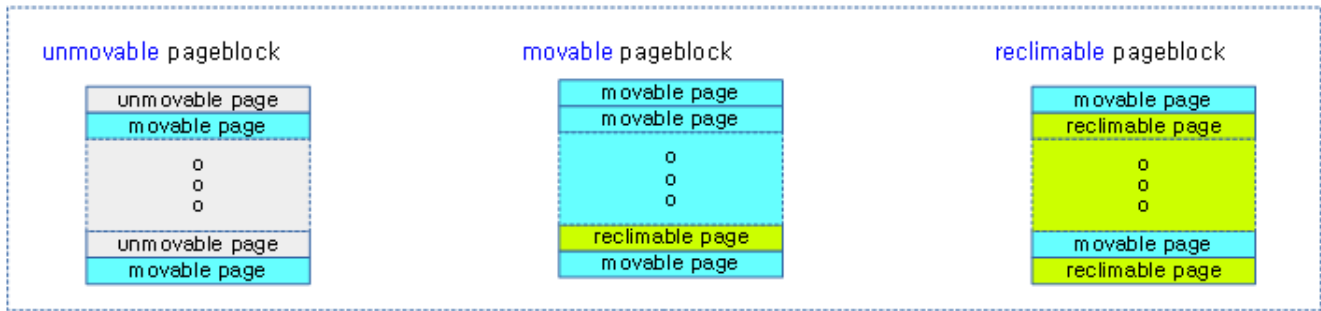 unmovable pageblock
unmovable page
movable page
o
o
o
unmovable page
movable page
movable pageblock
movable page
movable page
o
o
o
reclimable page
movable page
reclimable pageblock
movable page
reclimable page
o
o
o
movable page
reclimable page